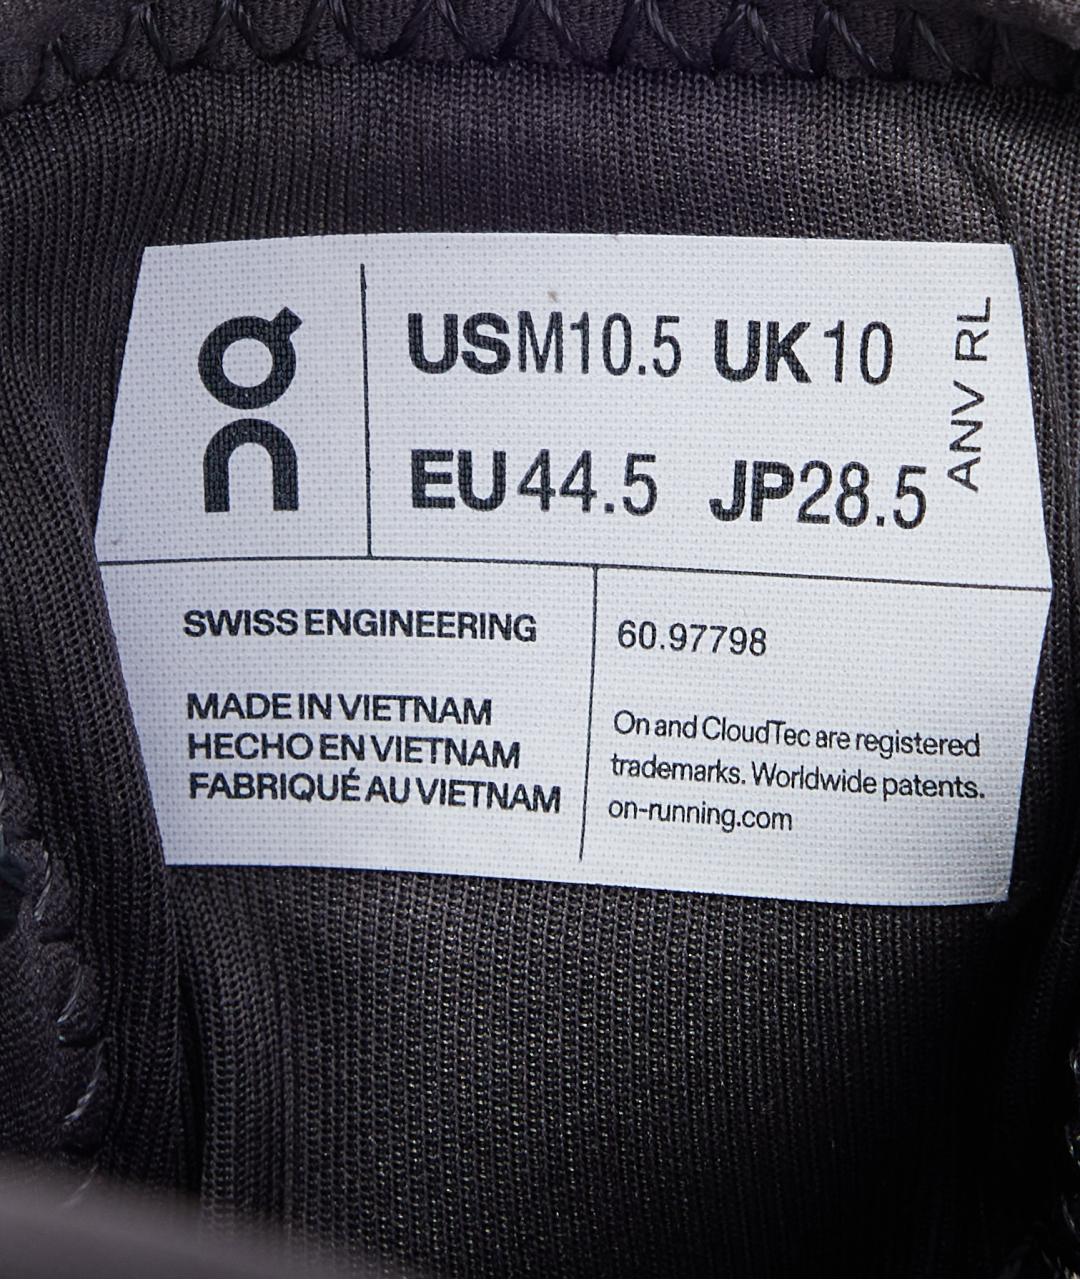 On
USM10.5 UK10
EU44.5 JP28.5
ANV RL
SWISS ENGINEERING
MADE IN VIETNAM
HECHO EN VIETNAM
FABRIQUÉ AU VIETNAM
60.97798
On and CloudTec are registered
trademarks. Worldwide patents.
on-running.com